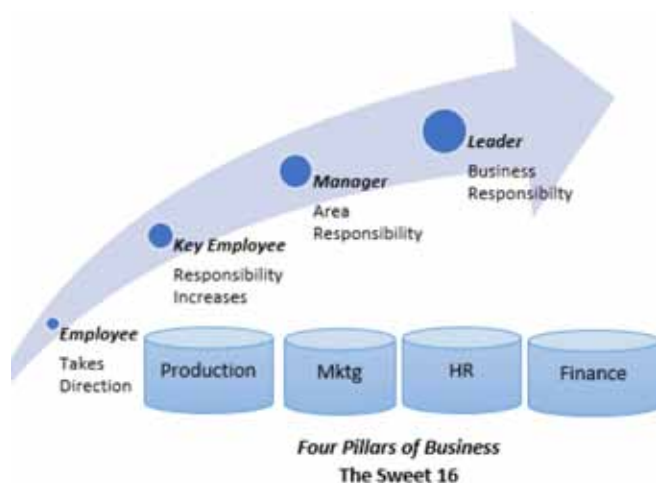 Leader
Business
Responsibilty
Manager
Area
Responsibility
Key Employee
Responsibility
Increases
Employee
Takes
Direction
Production
Mktg
HR
Finance
Four Pillars of Business
The Sweet 16